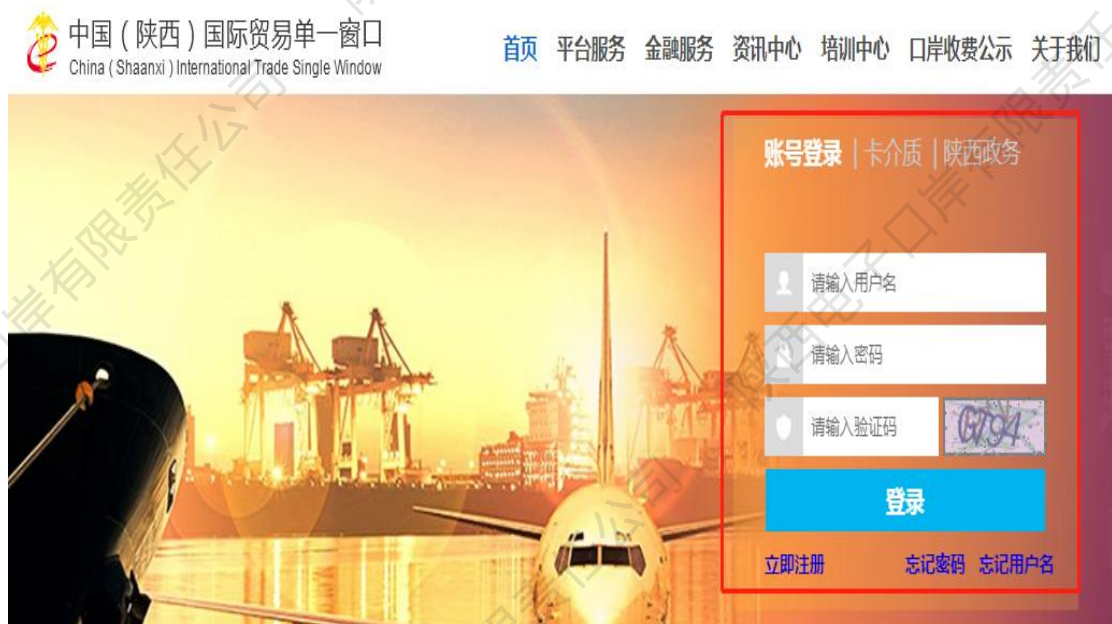 中国（陕西）国际贸易单一窗口
China ( Shaanxi ) International Trade Single Window
首页 平台服务 金融服务 资讯中心 培训中心 口岸收费公示 关于我们
账号登录 | 卡介质 | 陕西政务
请输入用户名
请输入密码
请输入验证码
登录
立即注册 忘记密码 忘记用户名